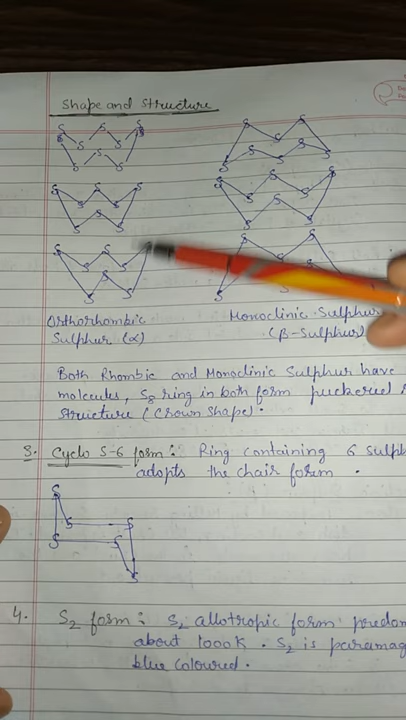 Shape and Structure
S S S S S S S S
S S S S S S S S
S S S S S S S S
S S S S S S S S
S S S S S S S S
Orthorhombic
Sulphur (α)
Monoclinic Sulphur
(β-Sulphur)
Both Rhombic and Monoclinic Sulphur have
molecules, S8 ring in both form puckered
structure (Crown Shape).
3. Cyclo S-6 form: Ring containing 6 sulph
adopts the chair form.
S
S S
S S
S
4. S2 form: S2 allotropic form predom
about 1000K. S2 is paramag
blue coloured.